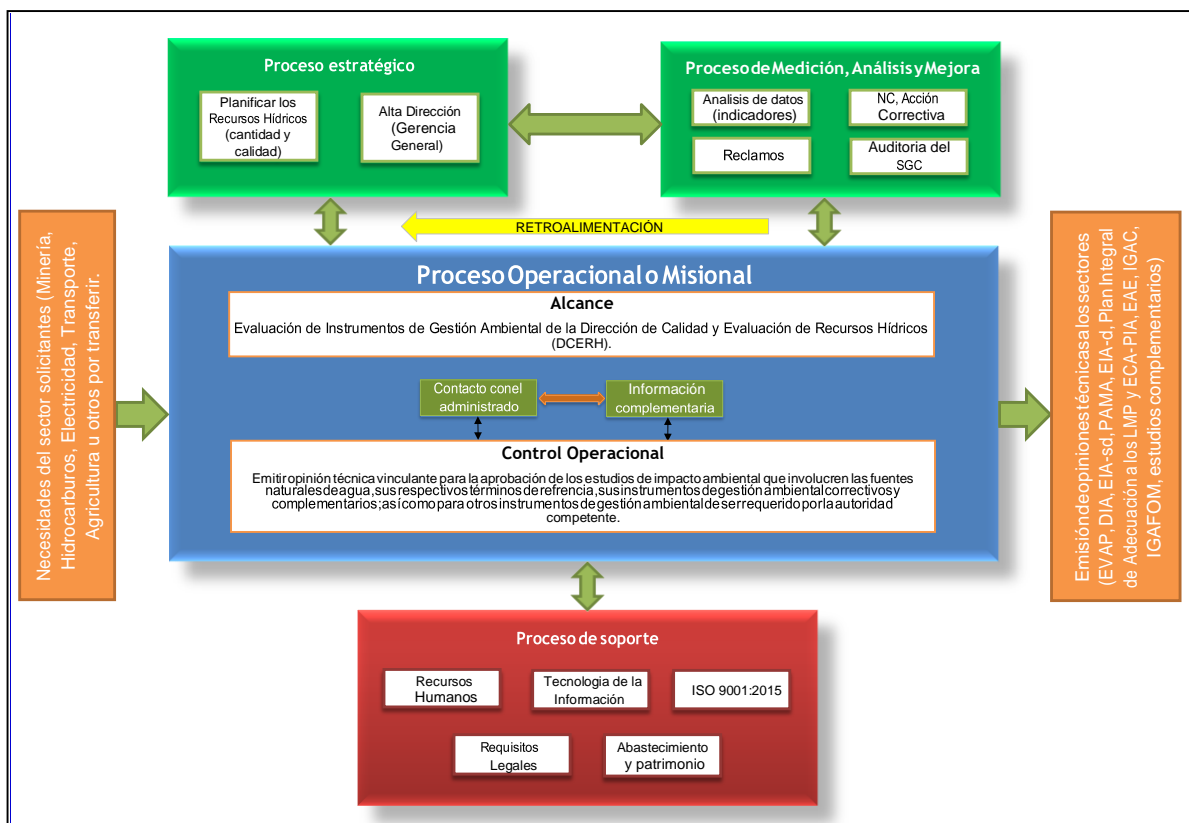 Proceso estratégico
Planificar los
Recursos Hídricos
(cantidad y
calidad)
Alta Dirección
(Gerencia
General)
Proceso de Medición, Análisis y Mejora
Analisis de datos
(indicadores)
NC, Acción
Correctiva
Reclamos
Auditoria del
SGC
RETROALIMENTACIÓN
Necesidades del sector solicitantes (Minería,
Hidrocarburos, Electricidad, Transporte,
Agricultura u otros por transferir.
Proceso Operacional o Misional
Alcance
Evaluación de Instrumentos de Gestión Ambiental de la Dirección de Calidad y Evaluación de Recursos Hídricos
(DCERH).
Contacto con el
administrado
Información
complementaria
Control Operacional
Emitir opinión técnica vinculante para la aprobación de los estudios de impacto ambiental que involucren las fuentes
naturales de agua, sus respectivos términos de refrencia, sus instrumentos de gestión ambiental correctivos y
complementarios; así como para otros instrumentos de gestión ambiental de ser requerido por la autoridad
competente.
Emisión de opiniones técnicas a los sectores
(EVAP, DIA, EIA-sd, PAMA, EIA-d, Plan Integral
de Adecuación a los LMP y ECA-PIA, EAE, IGAC,
IGAFOM, estudios complementarios)
Proceso de soporte
Recursos
Humanos
Tecnologia de la
Información
ISO 9001:2015
Requisitos
Legales
Abastecimiento
y patrimonio